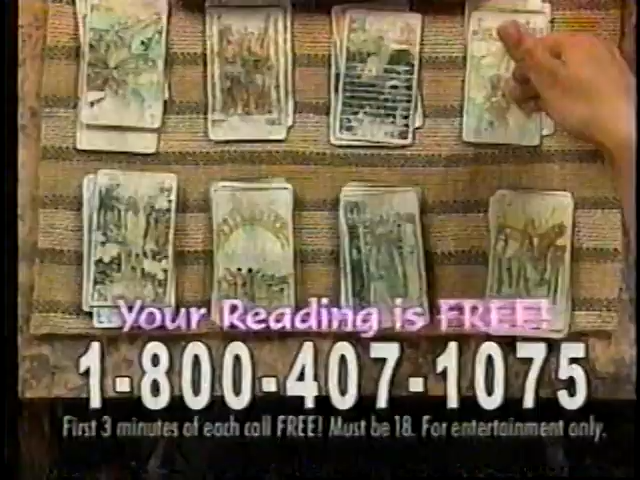 Your Reading is FREE!
1-800-407-1075
First 3 minutes of each call FREE! Must be 18. For entertainment only.